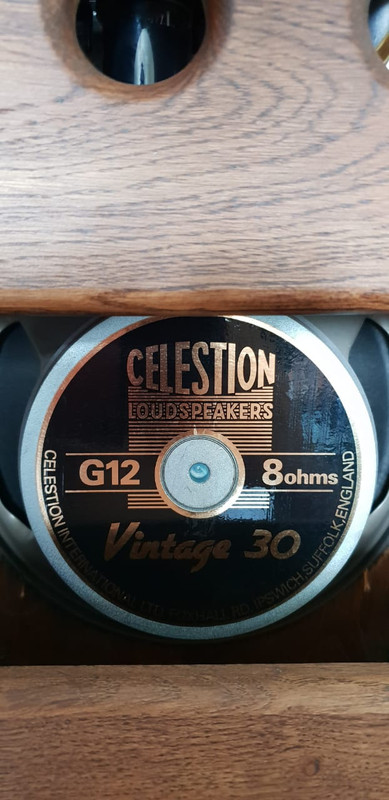 CELESTION
LOUDSPEAKERS
G12 8ohms
Vintage 30
CELESTION INTERNATIONAL LTD. FOXHALL RD. IPSWICH, SUFFOLK, ENGLAND